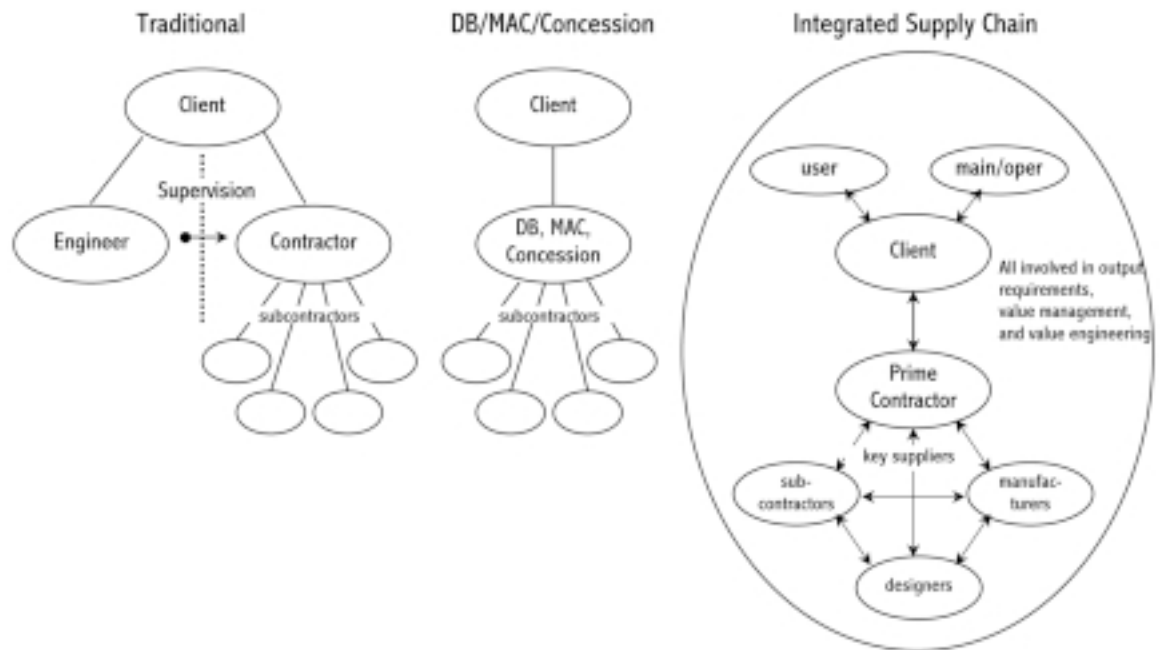 Traditional
Client
Supervision
Engineer
Contractor
subcontractors
DB/MAC/Concession
Client
DB, MAC,
Concession
subcontractors
Integrated Supply Chain
user
main/oper
Client
All involved in output
requirements,
value management,
and value engineering
Prime
Contractor
key suppliers
sub-
contractors
manufac-
turers
designers